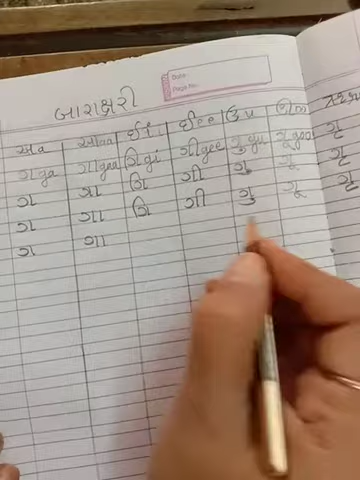 Date
Page No.
બારાક્ષરી
અ a આ aa ઇ i ઈ ee ઉ u ઊ oo
ગ ga ગા gaa ગિ gi ગી gee ગુ gu ગૂ goo
ગ ગા ગિ ગી ગુ ગૂ
ગ ગા ગિ ગી ગુ ગૂ
ગ ગા